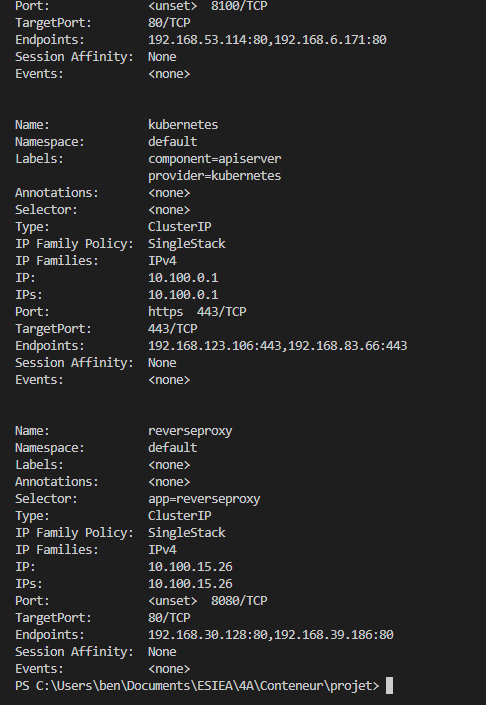 Port:              <unset>  8100/TCP
TargetPort:        80/TCP
Endpoints:         192.168.53.114:80,192.168.6.171:80
Session Affinity:  None
Events:            <none>
Name:              kubernetes
Namespace:         default
Labels:            component=apiserver
                   provider=kubernetes
Annotations:       <none>
Selector:          <none>
Type:              ClusterIP
IP Family Policy:  SingleStack
IP Families:       IPv4
IP:                10.100.0.1
IPs:               10.100.0.1
Port:              https  443/TCP
TargetPort:        443/TCP
Endpoints:         192.168.123.106:443,192.168.83.66:443
Session Affinity:  None
Events:            <none>
Name:              reverseproxy
Namespace:         default
Labels:            <none>
Annotations:       <none>
Selector:          app=reverseproxy
Type:              ClusterIP
IP Family Policy:  SingleStack
IP Families:       IPv4
IP:                10.100.15.26
IPs:               10.100.15.26
Port:              <unset>  8080/TCP
TargetPort:        80/TCP
Endpoints:         192.168.30.128:80,192.168.39.186:80
Session Affinity:  None
Events:            <none>
PS C:\Users\ben\Documents\ESIEA\4A\Conteneur\projet>